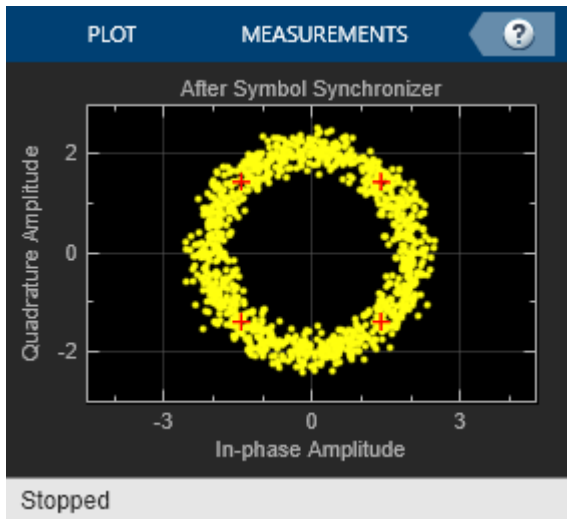 PLOT MEASUREMENTS ?
After Symbol Synchronizer
Quadrature Amplitude
2
0
-2
-3 0 3
In-phase Amplitude
Stopped